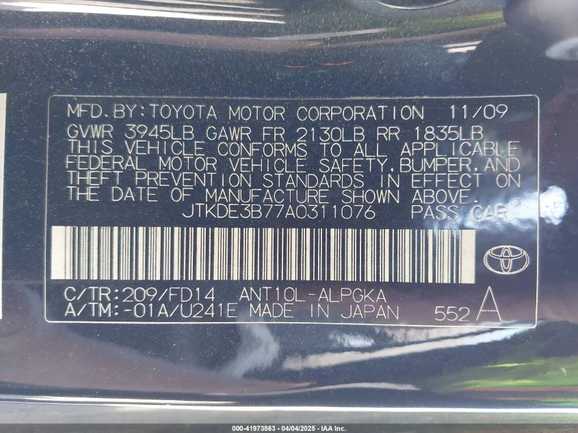 MFD.BY:TOYOTA MOTOR CORPORATION 11/09
GVWR 3945LB GAWR FR 2130LB RR 1835LB
THIS VEHICLE CONFORMS TO ALL APPLICABLE
FEDERAL MOTOR VEHICLE SAFETY,BUMPER,AND
THEFT PREVENTION STANDARDS IN EFFECT ON
THE DATE OF MANUFACTURE SHOWN ABOVE.
JTKDE3B77A0311076 PASS CAR
C/TR:209/FD14 ANT10L-ALPGKA
A/TM:-01A/U241E MADE IN JAPAN 552A
000-41973563 - 04/04/2025 - IAA Inc.